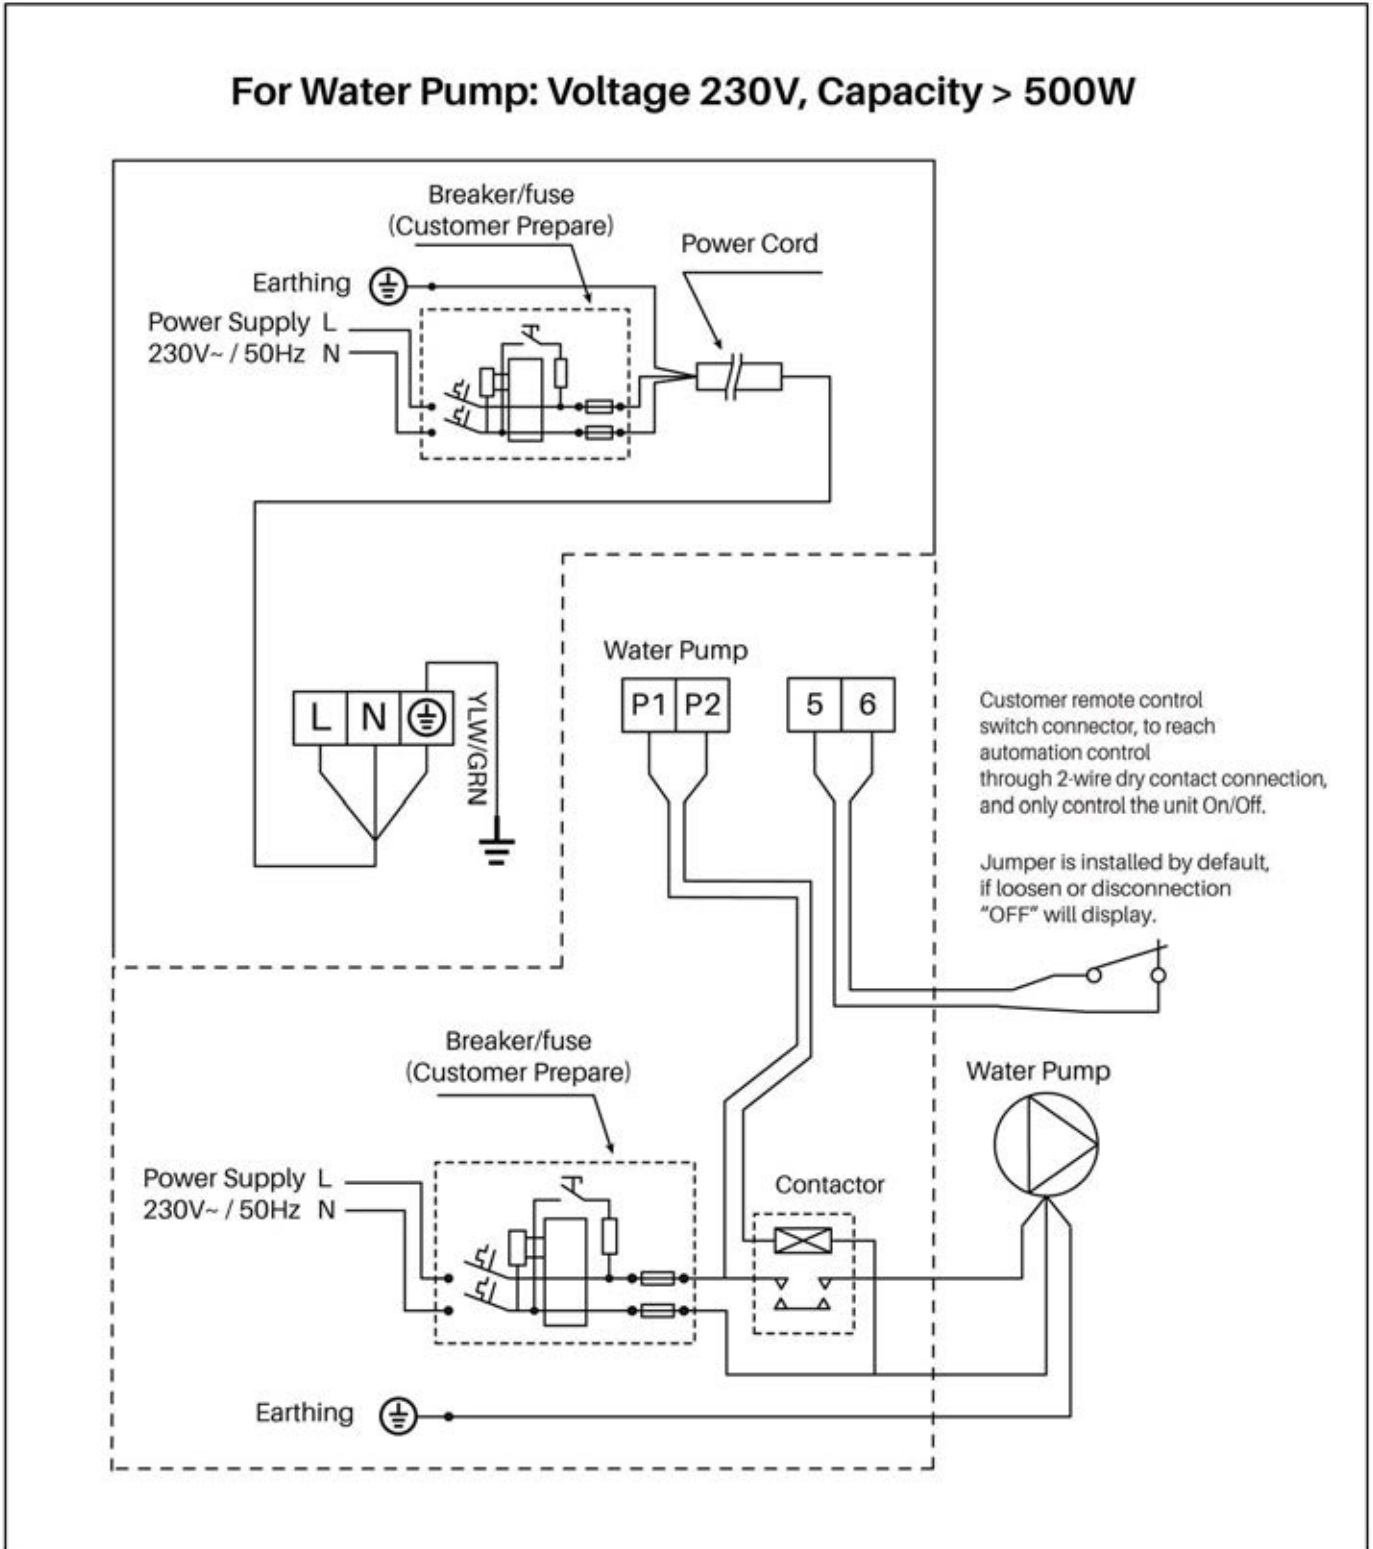 For Water Pump: Voltage 230V, Capacity > 500W
Breaker/fuse
(Customer Prepare)
Power Cord
Earthing
Power Supply L
230V~ / 50Hz N
Water Pump
L N
P1 P2
5 6
YLW/GRN
Customer remote control
switch connector, to reach
automation control
through 2-wire dry contact connection,
and only control the unit On/Off.
Jumper is installed by default,
if loosen or disconnection
"OFF" will display.
Breaker/fuse
(Customer Prepare)
Water Pump
Power Supply L
230V~ / 50Hz N
Contactor
Earthing